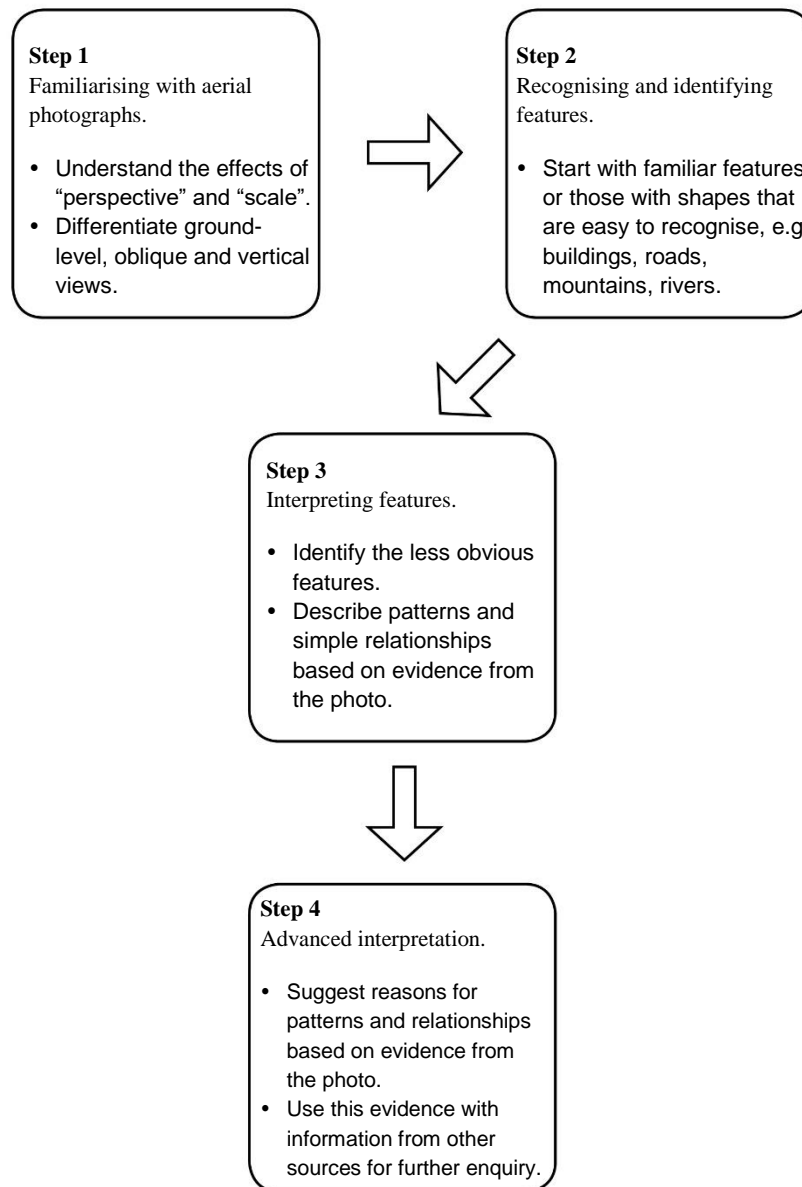 Step 1
Familiarising with aerial
photographs.
• Understand the effects of
“perspective” and “scale”.
• Differentiate ground-
level, oblique and vertical
views.
Step 2
Recognising and identifying
features.
• Start with familiar features
or those with shapes that
are easy to recognise, e.g
buildings, roads,
mountains, rivers.
Step 3
Interpreting features.
• Identify the less obvious
features.
• Describe patterns and
simple relationships
based on evidence from
the photo.
Step 4
Advanced interpretation.
• Suggest reasons for
patterns and relationships
based on evidence from
the photo.
• Use this evidence with
information from other
sources for further enquiry.